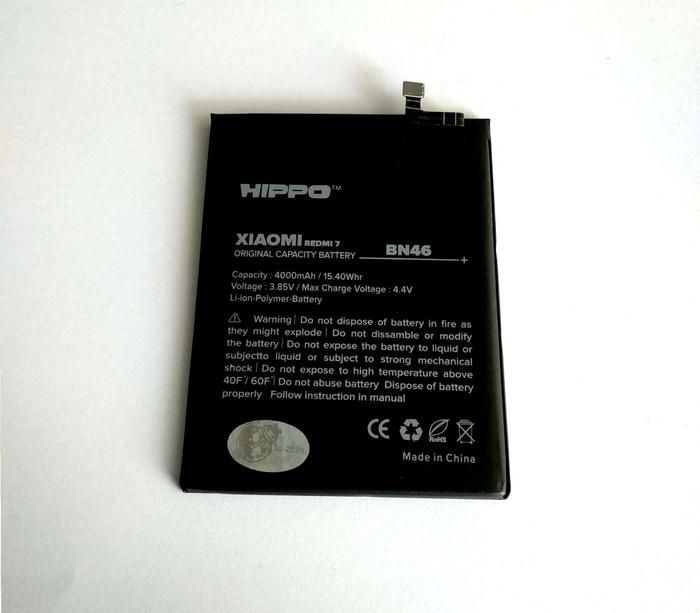 HIPPO™
XIAOMI REDMI 7
ORIGINAL CAPACITY BATTERY BN46 +
Capacity : 4000mAh / 15.40Whr
Voltage : 3.85V / Max Charge Voltage : 4.4V
Li-ion-Polymer-Battery
Warning| Do not dispose of battery in fire as
they might explode| Do not dissamble or modify
the battery| Do not expose the battery to liquid or
subjectto liquid or subject to strong mechanical
shock| Do not expose to high temperature above
40F°/ 60F°| Do not abuse battery Dispose of battery
properly Follow instruction in manual
CE RoHS
10-2020
Made in China